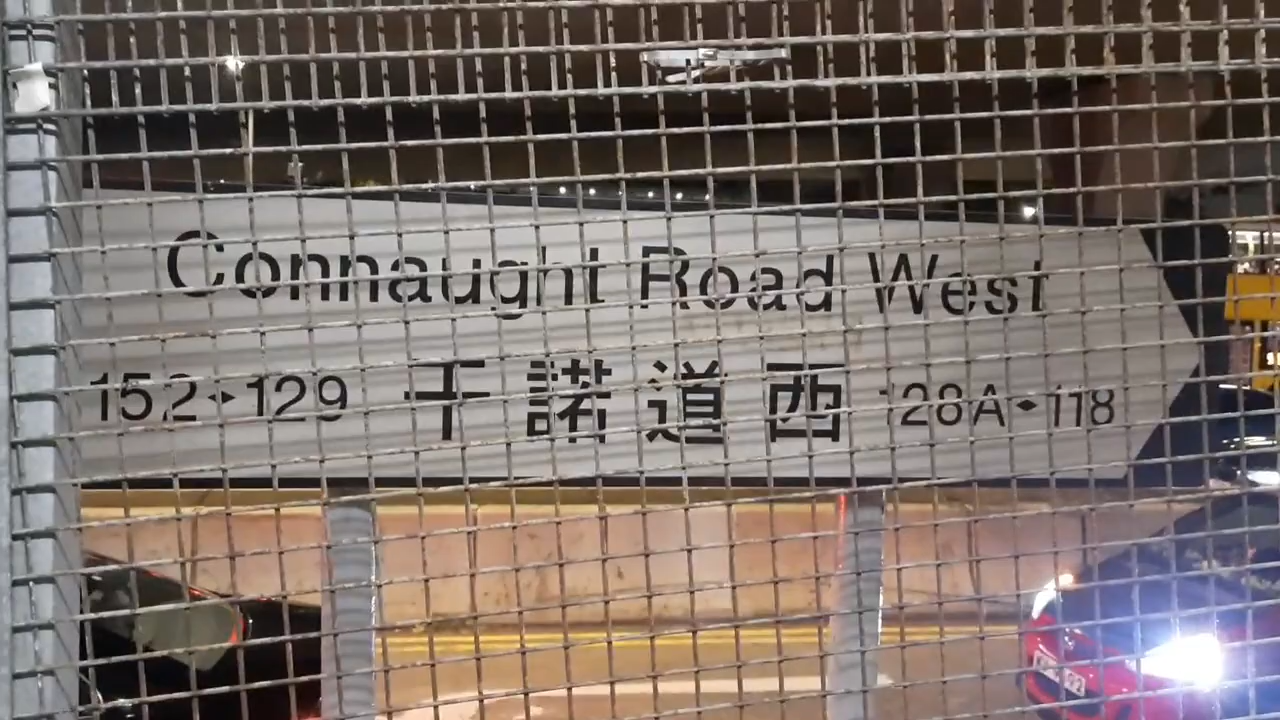 Connaught Road West
152◆129 干諾道西 128A◆118